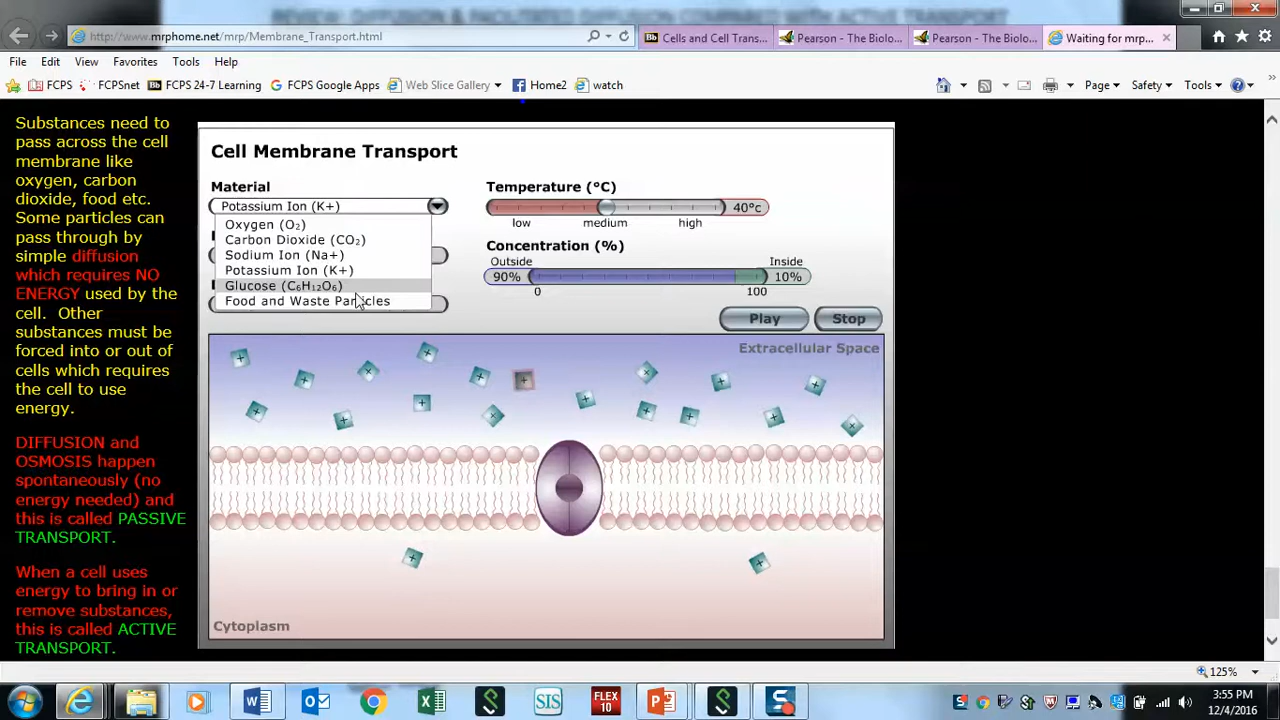 http://www.mrphome.net/mrp/Membrane_Transport.html
Bb Cells and Cell Trans...
Pearson - The Biolo...
Pearson - The Biolo...
Waiting for mrp...
File Edit View Favorites Tools Help
FCPS
FCPSnet
Bb FCPS 24-7 Learning
G FCPS Google Apps
Web Slice Gallery
Home2
watch
Page
Safety
Tools
Substances need to
pass across the cell
membrane like
oxygen, carbon
dioxide, food etc.
Some particles can
pass through by
simple diffusion
which requires NO
ENERGY used by the
cell. Other
substances must be
forced into or out of
cells which requires
the cell to use
energy.
DIFFUSION and
OSMOSIS happen
spontaneously (no
energy needed) and
this is called PASSIVE
TRANSPORT.
When a cell uses
energy to bring in or
remove substances,
this is called ACTIVE
TRANSPORT.
Cell Membrane Transport
Material
Potassium Ion (K+)
Oxygen (O₂)
Carbon Dioxide (CO₂)
Sodium Ion (Na+)
Potassium Ion (K+)
Glucose (C₆H₁₂O₆)
Food and Waste Particles
Temperature (°C)
40°c
low medium high
Concentration (%)
Outside Inside
90% 10%
0 100
Play Stop
Extracellular Space
Cytoplasm
125%
SIS
FLEX
10
3:55 PM
12/4/2016